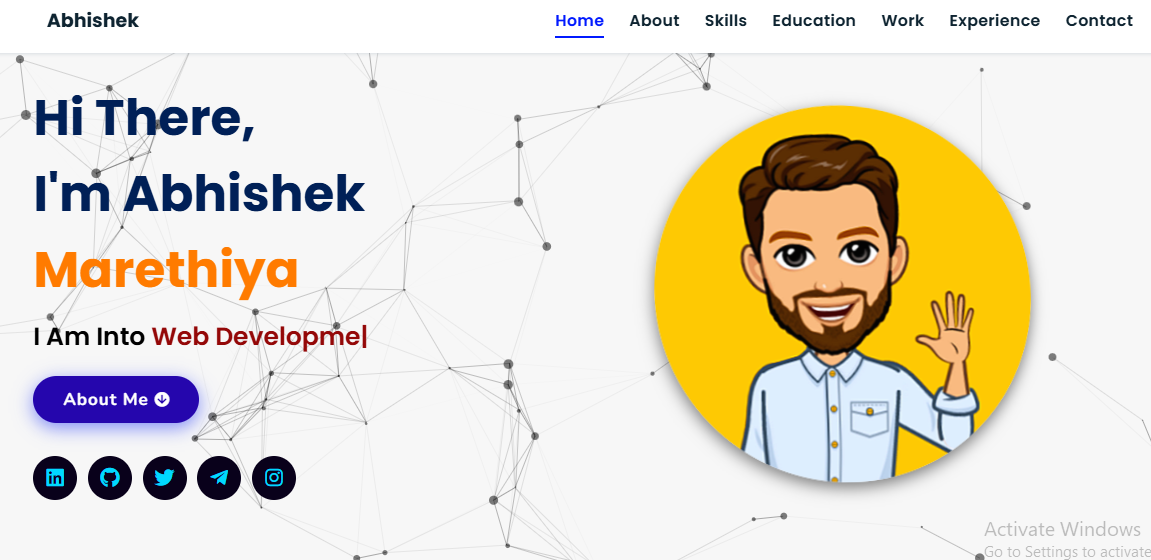 Abhishek
Home About Skills Education Work Experience Contact
Hi There,
I'm Abhishek
Marethiya
I Am Into Web Developmel|
About Me
Activate Windows
Go to Settings to activate